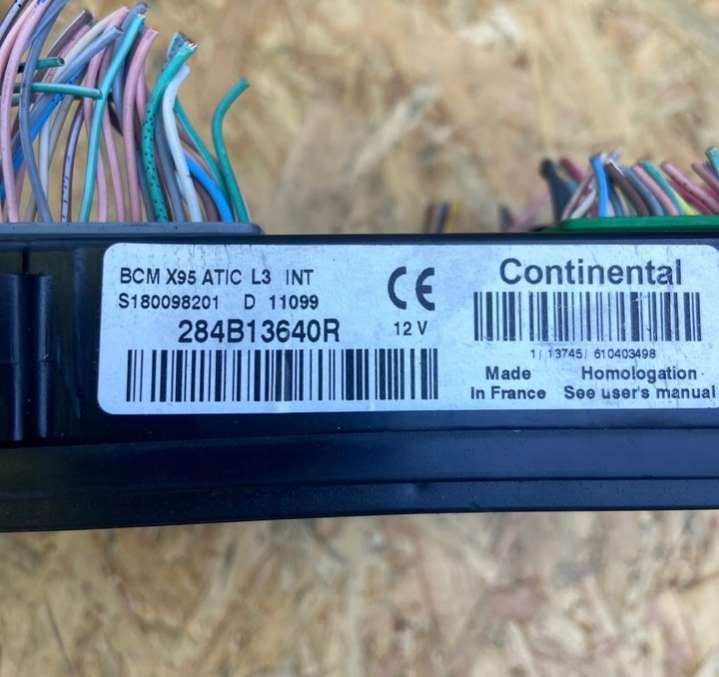 BCM X95 ATIC L3 INT
S180098201 D 11099
284B13640R
CE
12 V
Continental
1/ 13745/ 610403498
Made In France
Homologation See user's manual